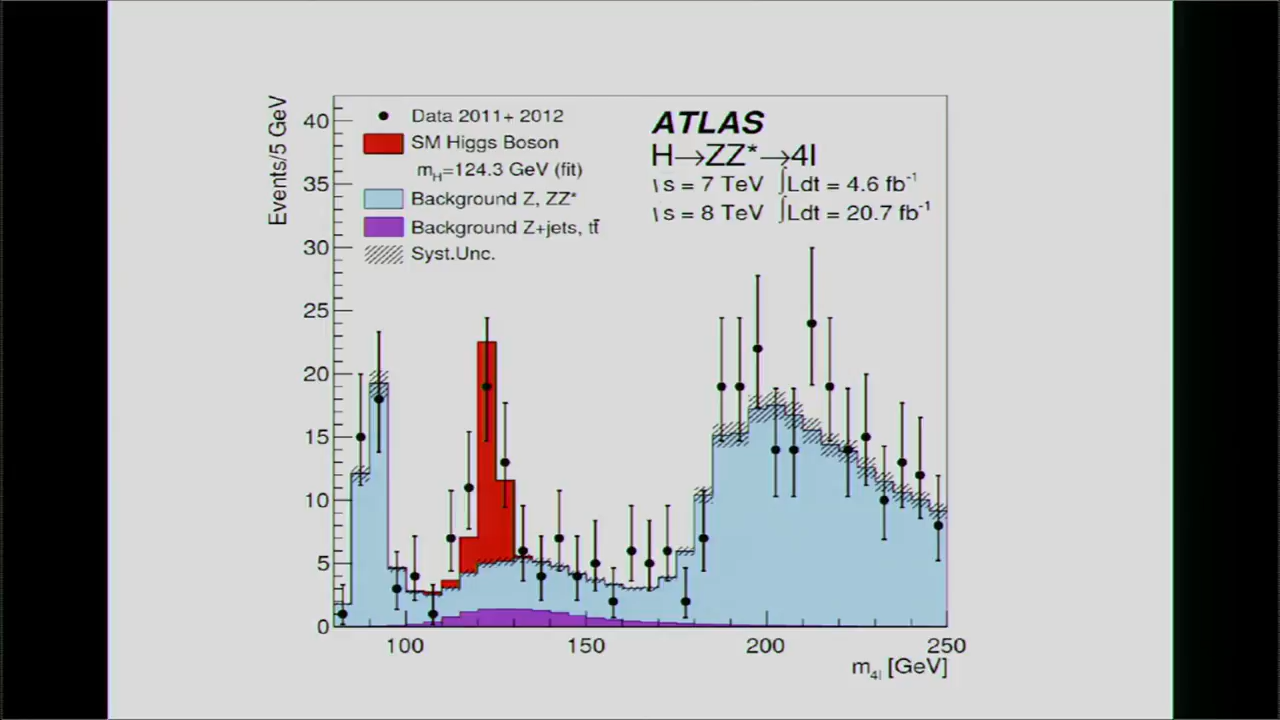 Events/5 GeV
40
35
30
25
20
15
10
5
0
Data 2011+ 2012
SM Higgs Boson
mH=124.3 GeV (fit)
Background Z, ZZ*
Background Z+jets, tt̄
Syst.Unc.
ATLAS
H→ZZ*→4l
√s = 7 TeV ∫Ldt = 4.6 fb⁻¹
√s = 8 TeV ∫Ldt = 20.7 fb⁻¹
100 150 200 250
m4l [GeV]